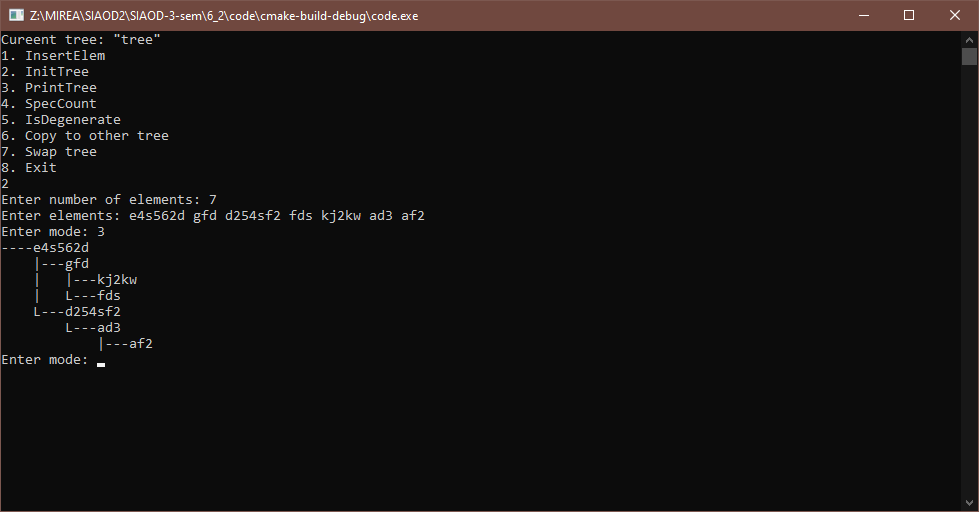 Z:\MIREA\SIAOD2\SIAOD-3-sem\6_2\code\cmake-build-debug\code.exe
Cureent tree: "tree"
1. InsertElem
2. InitTree
3. PrintTree
4. SpecCount
5. IsDegenerate
6. Copy to other tree
7. Swap tree
8. Exit
2
Enter number of elements: 7
Enter elements: e4s562d gfd d254sf2 fds kj2kw ad3 af2
Enter mode: 3
----e4s562d
    |---gfd
    |   |---kj2kw
    |   L---fds
    L---d254sf2
        L---ad3
            |---af2
Enter mode: